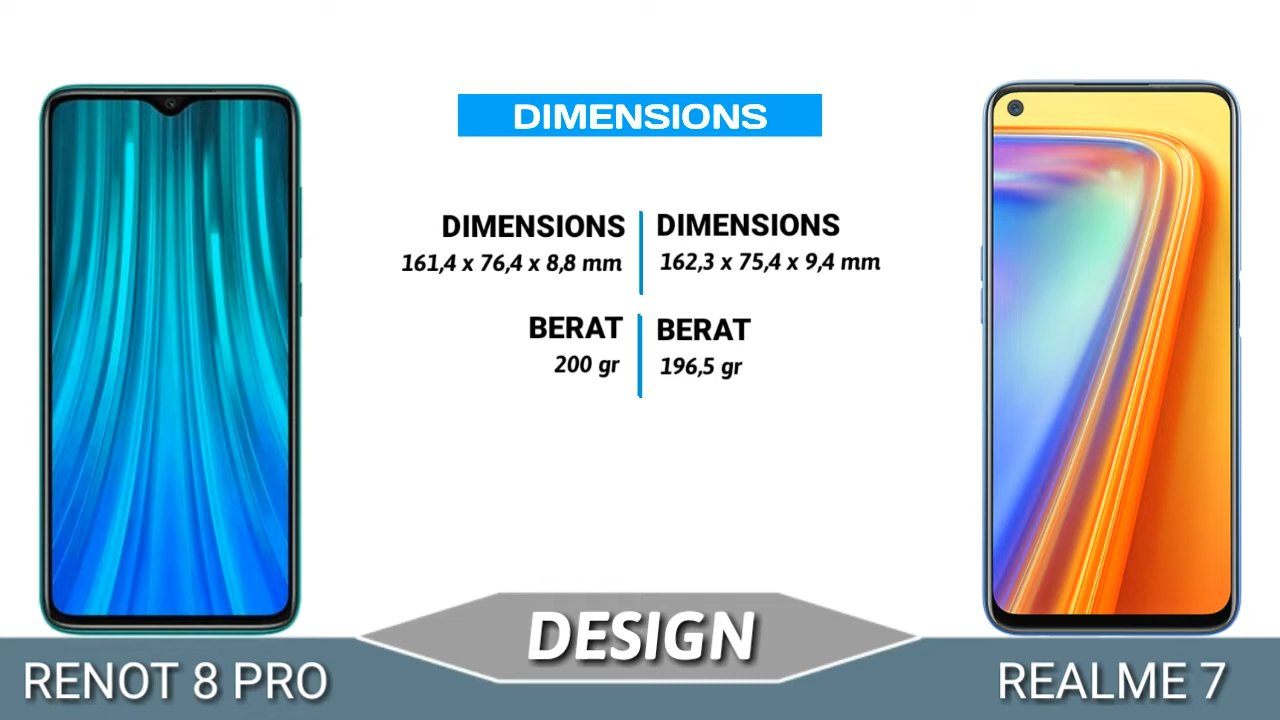 DIMENSIONS
DIMENSIONS
161,4 x 76,4 x 8,8 mm
BERAT
200 gr
DIMENSIONS
162,3 x 75,4 x 9,4 mm
BERAT
196,5 gr
DESIGN
RENOT 8 PRO
REALME 7